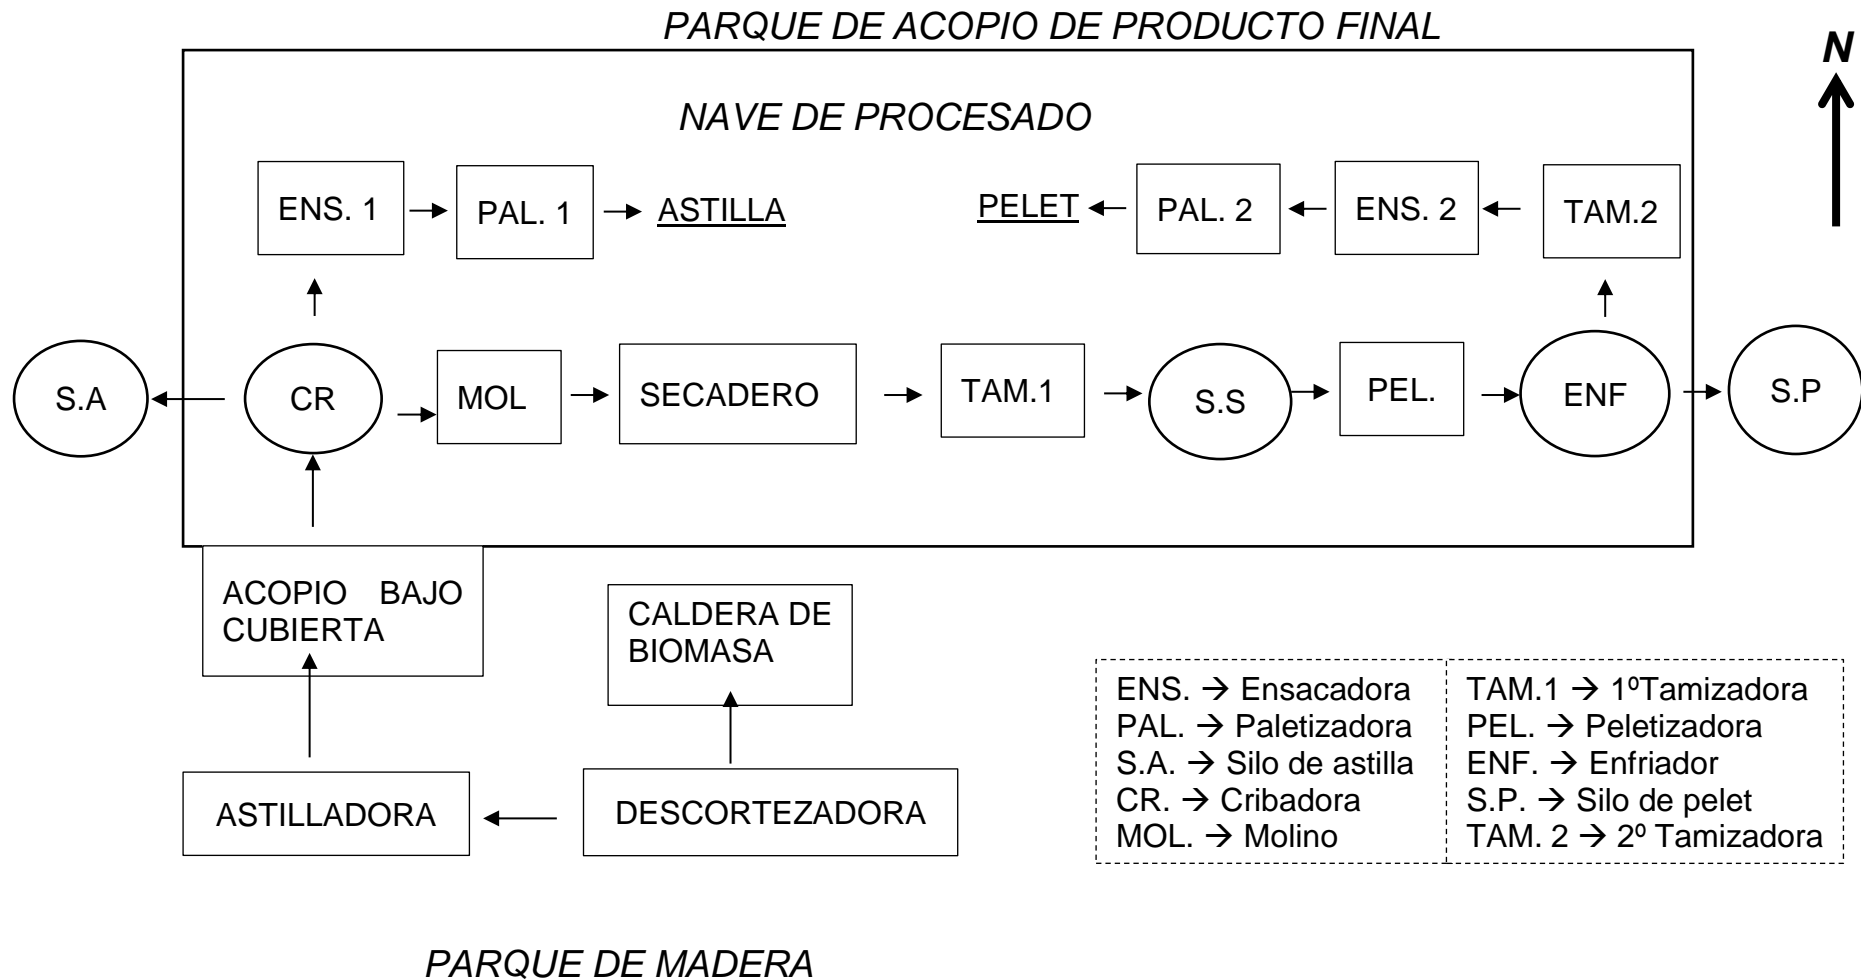 PARQUE DE ACOPIO DE PRODUCTO FINAL
N
NAVE DE PROCESADO
ENS. 1
PAL. 1
ASTILLA
PELET
PAL. 2
ENS. 2
TAM.2
S.A
CR
MOL
SECADERO
TAM.1
S.S
PEL.
ENF
S.P
ACOPIO BAJO
CUBIERTA
CALDERA DE
BIOMASA
ASTILLADORA
DESCORTEZADORA
ENS. → Ensacadora
PAL. → Paletizadora
S.A. → Silo de astilla
CR. → Cribadora
MOL. → Molino
TAM.1 → 1ºTamizadora
PEL. → Peletizadora
ENF. → Enfriador
S.P. → Silo de pelet
TAM. 2 → 2º Tamizadora
PARQUE DE MADERA